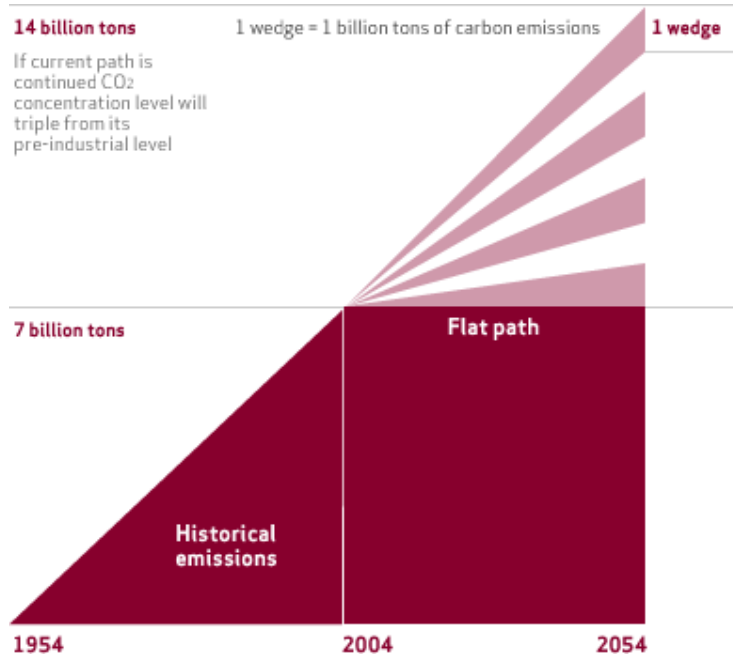 14 billion tons
1 wedge = 1 billion tons of carbon emissions
1 wedge
If current path is
continued CO2
concentration level will
triple from its
pre-industrial level
7 billion tons
Flat path
Historical
emissions
1954
2004
2054